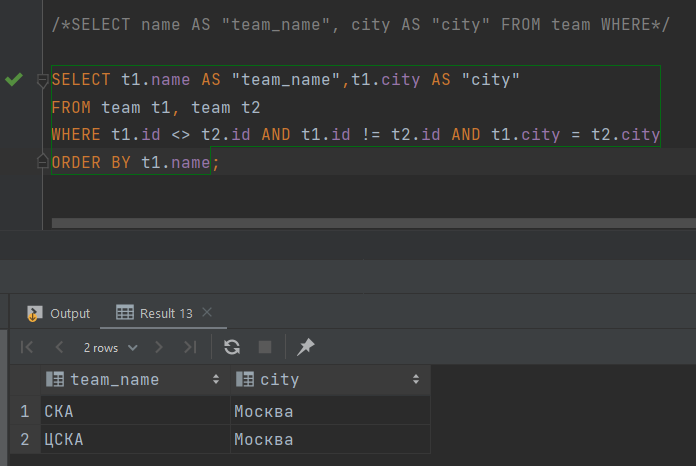 /*SELECT name AS "team_name", city AS "city" FROM team WHERE*/
SELECT t1.name AS "team_name",t1.city AS "city"
FROM team t1, team t2
WHERE t1.id <> t2.id AND t1.id != t2.id AND t1.city = t2.city
ORDER BY t1.name;
Output Result 13
2 rows
team_name city
1 СКА Москва
2 ЦСКА Москва